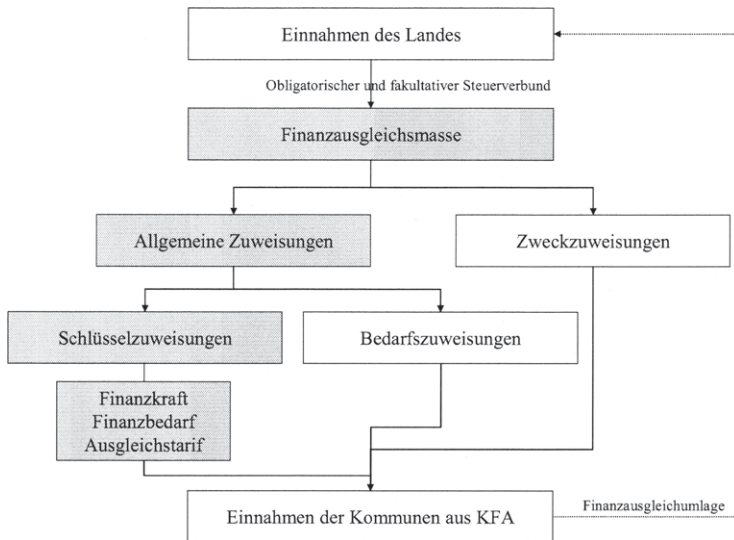 Einnahmen des Landes
Obligatorischer und fakultativer Steuerverbund
Finanzausgleichsmasse
Allgemeine Zuweisungen
Zweckzuweisungen
Schlüsselzuweisungen
Bedarfszuweisungen
Finanzkraft
Finanzbedarf
Ausgleichstarif
Einnahmen der Kommunen aus KFA
Finanzausgleichumlage